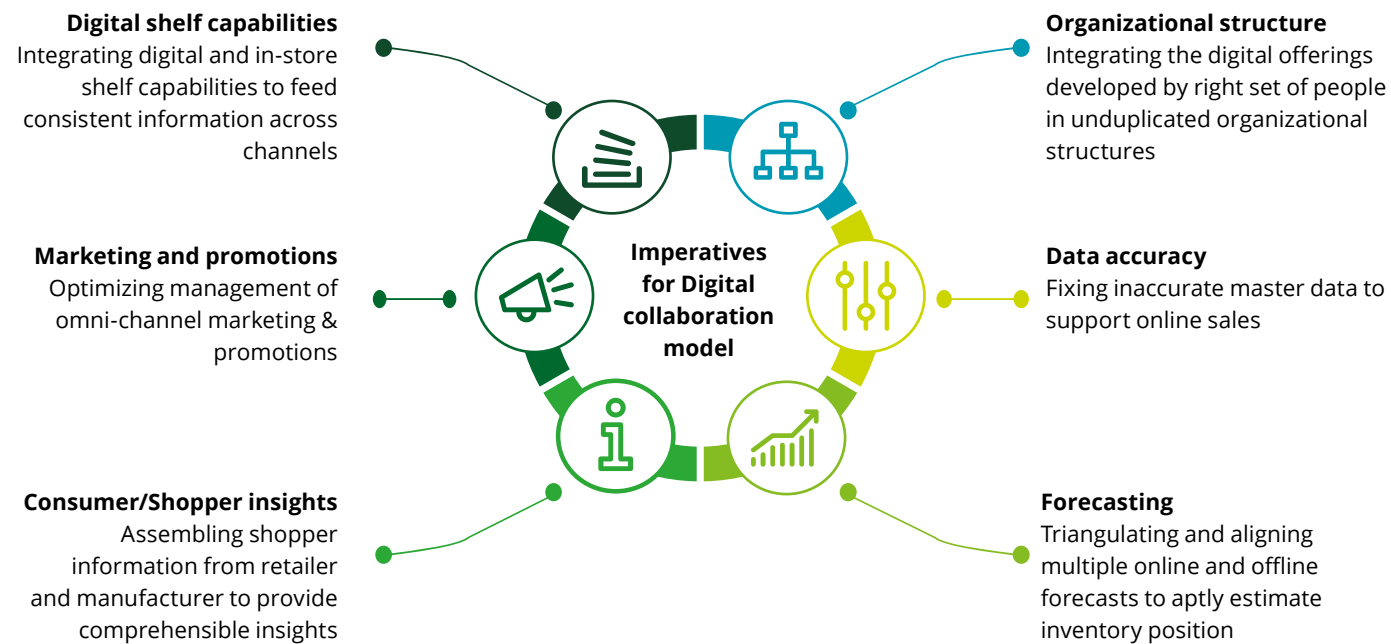 Digital shelf capabilities
Integrating digital and in-store
shelf capabilities to feed
consistent information across
channels
Organizational structure
Integrating the digital offerings
developed by right set of people
in unduplicated organizational
structures
Marketing and promotions
Optimizing management of
omni-channel marketing &
promotions
Imperatives
for Digital
collaboration
model
Data accuracy
Fixing inaccurate master data to
support online sales
Consumer/Shopper insights
Assembling shopper
information from retailer
and manufacturer to provide
comprehensible insights
Forecasting
Triangulating and aligning
multiple online and offline
forecasts to aptly estimate
inventory position